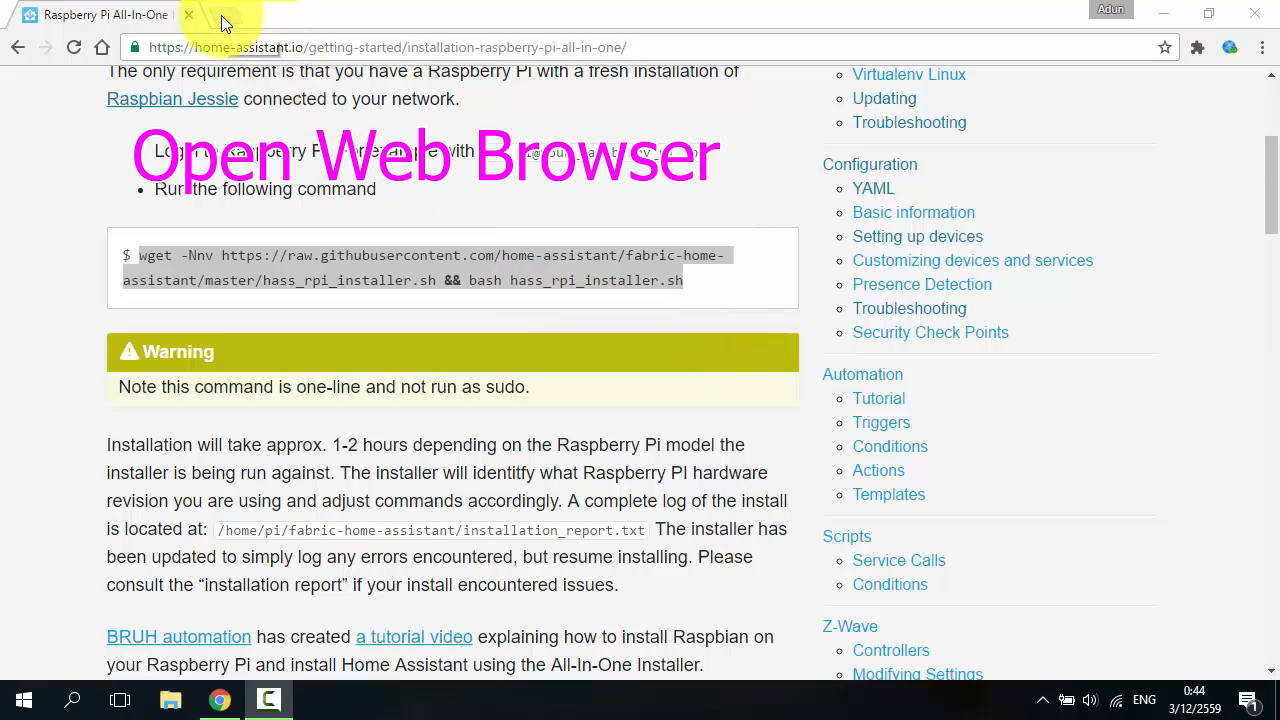 Raspberry Pi All-In-One
Adun
https://home-assistant.io/getting-started/installation-raspberry-pi-all-in-one/
The only requirement is that you have a Raspberry Pi with a fresh installation of
Raspbian Jessie connected to your network.
Open Web Browser
Run the following command
$ wget -Nnv https://raw.githubusercontent.com/home-assistant/fabric-home-
assistant/master/hass_rpi_installer.sh && bash hass_rpi_installer.sh
Warning
Note this command is one-line and not run as sudo.
Installation will take approx. 1-2 hours depending on the Raspberry Pi model the
installer is being run against. The installer will identitfy what Raspberry PI hardware
revision you are using and adjust commands accordingly. A complete log of the install
is located at: /home/pi/fabric-home-assistant/installation_report.txt The installer has
been updated to simply log any errors encountered, but resume installing. Please
consult the “installation report” if your install encountered issues.
BRUH automation has created a tutorial video explaining how to install Raspbian on
your Raspberry Pi and install Home Assistant using the All-In-One Installer.
Virtualenv Linux
Updating
Troubleshooting
Configuration
YAML
Basic information
Setting up devices
Customizing devices and services
Presence Detection
Troubleshooting
Security Check Points
Automation
Tutorial
Triggers
Conditions
Actions
Templates
Scripts
Service Calls
Conditions
Z-Wave
Controllers
Modifying Settings
ENG
0:44
3/12/2559
1